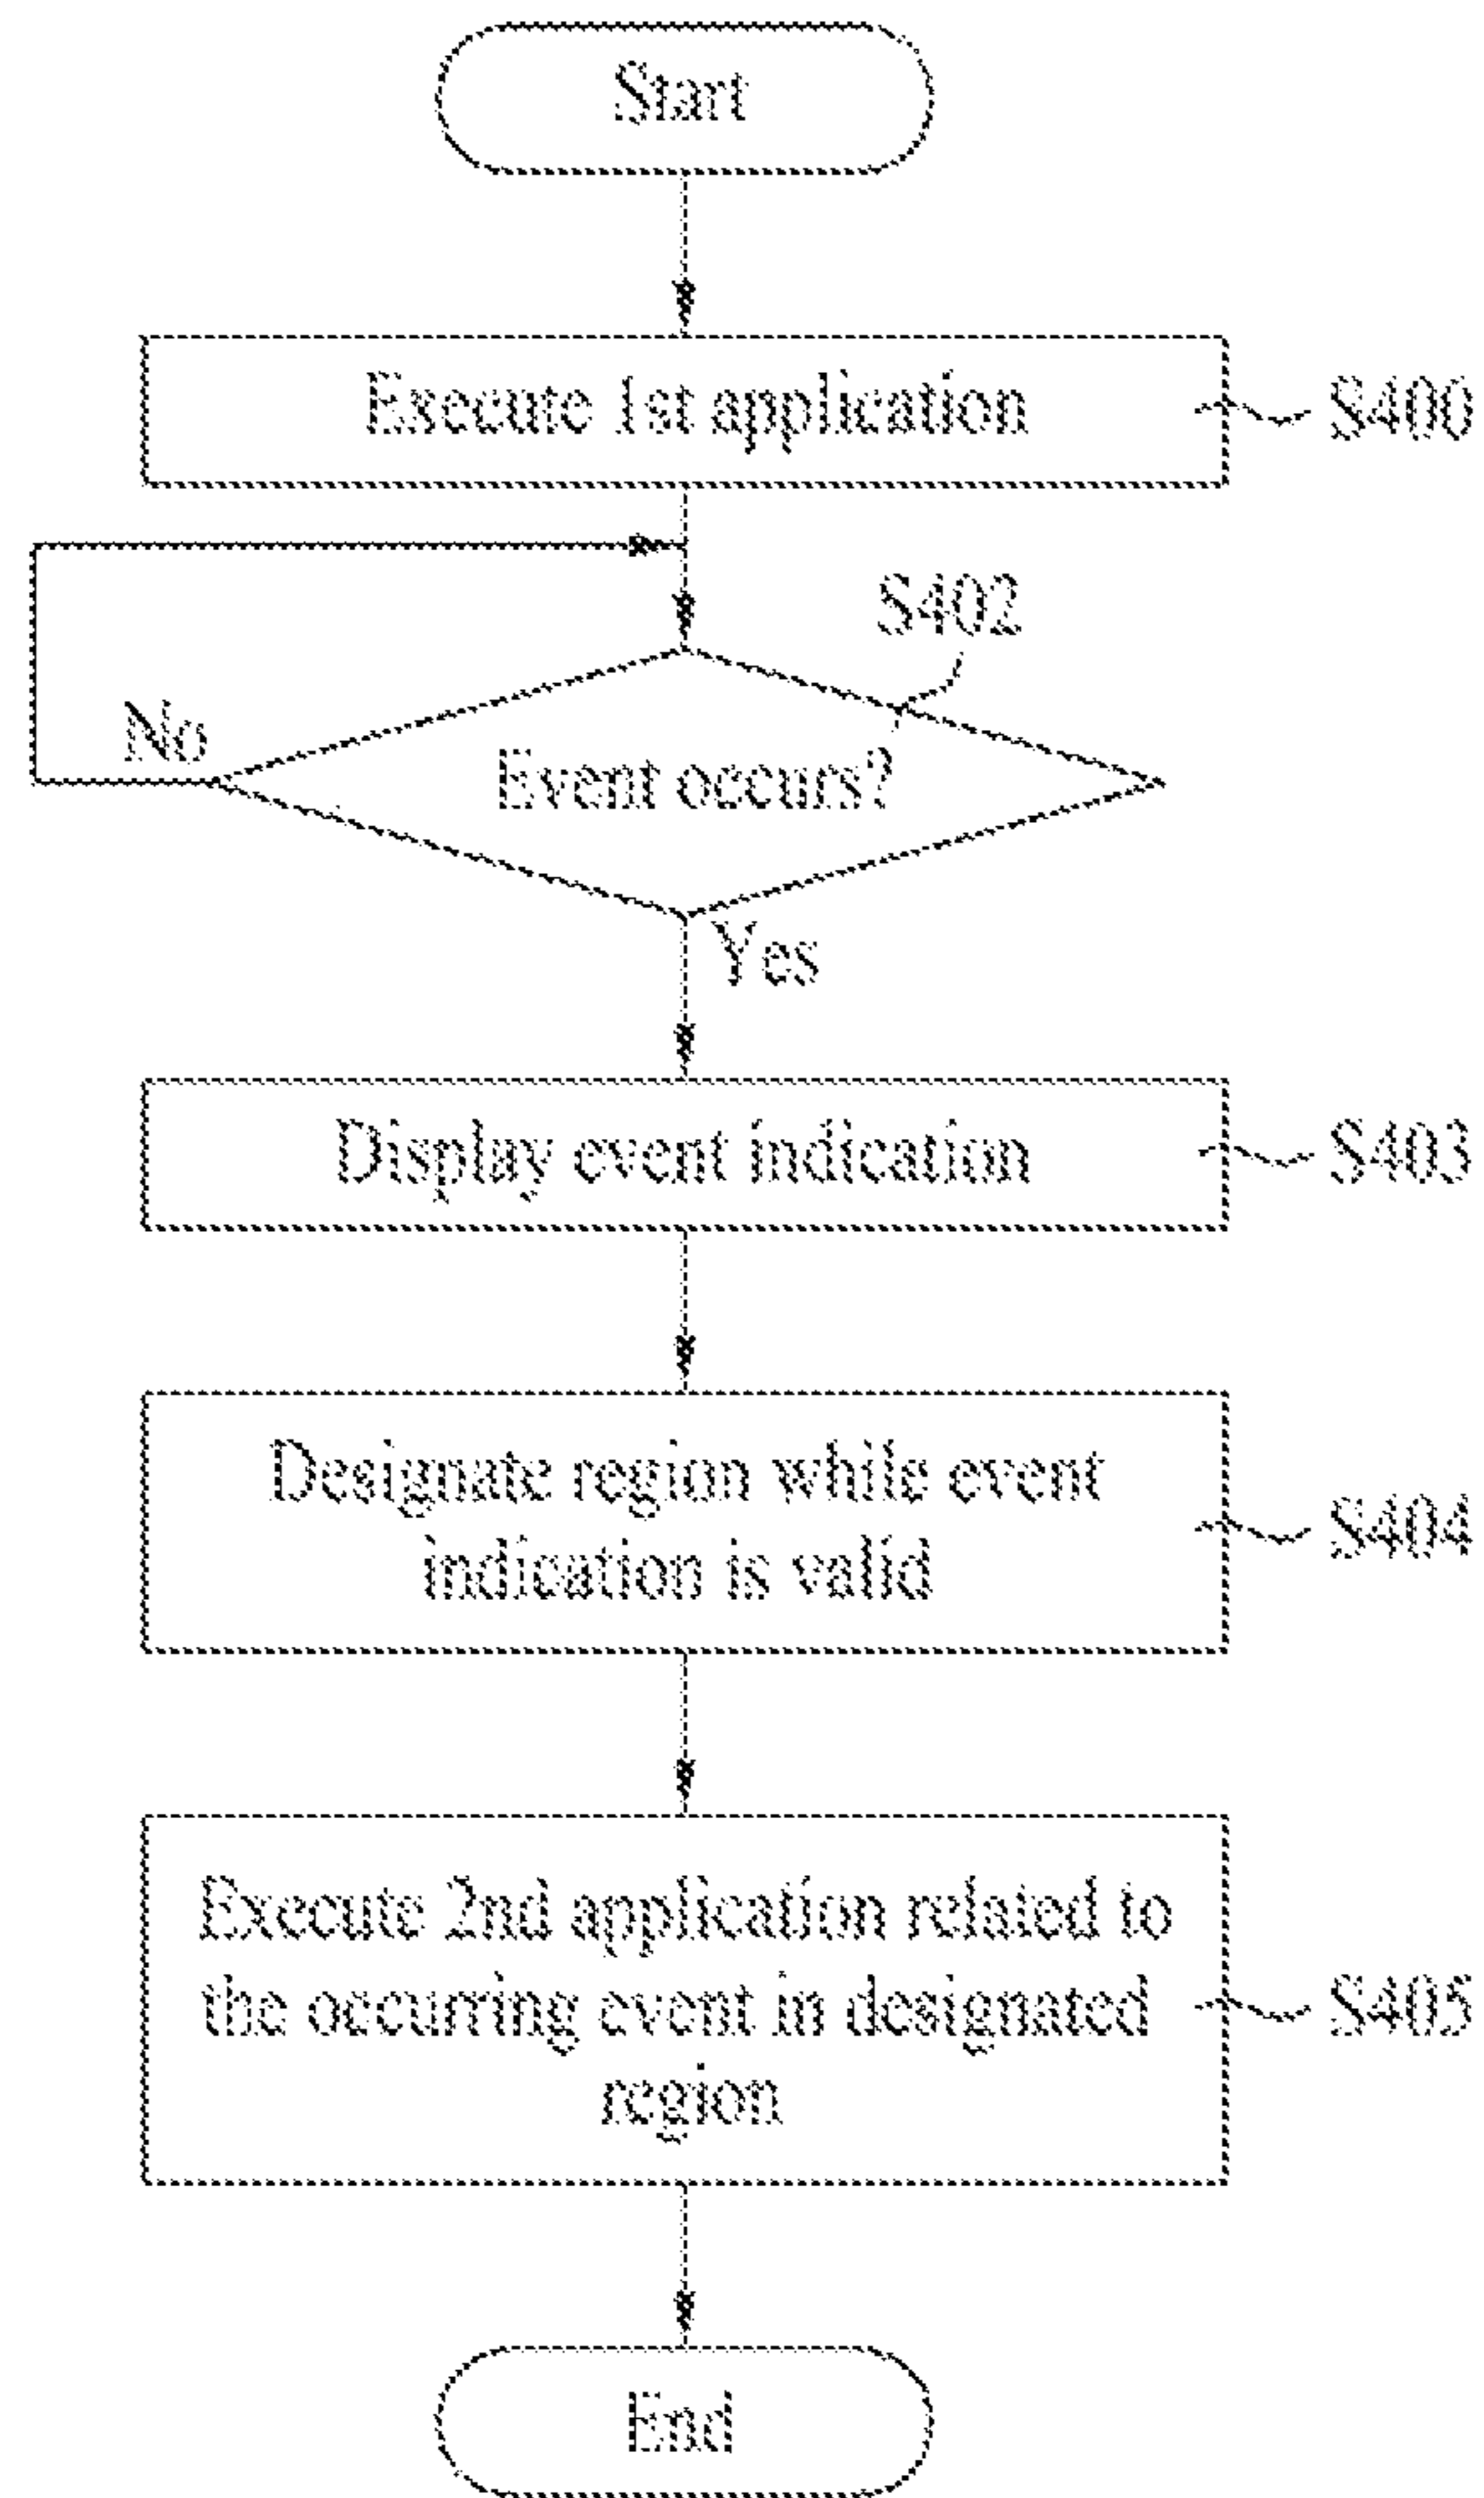 Start
Execute 1st application
S400
S402
No
Event occurs?
Yes
Display event indication
S403
Designate region while event
indication is valid
S404
Execute 2nd application related to
the occurring event in designated
region
S405
End